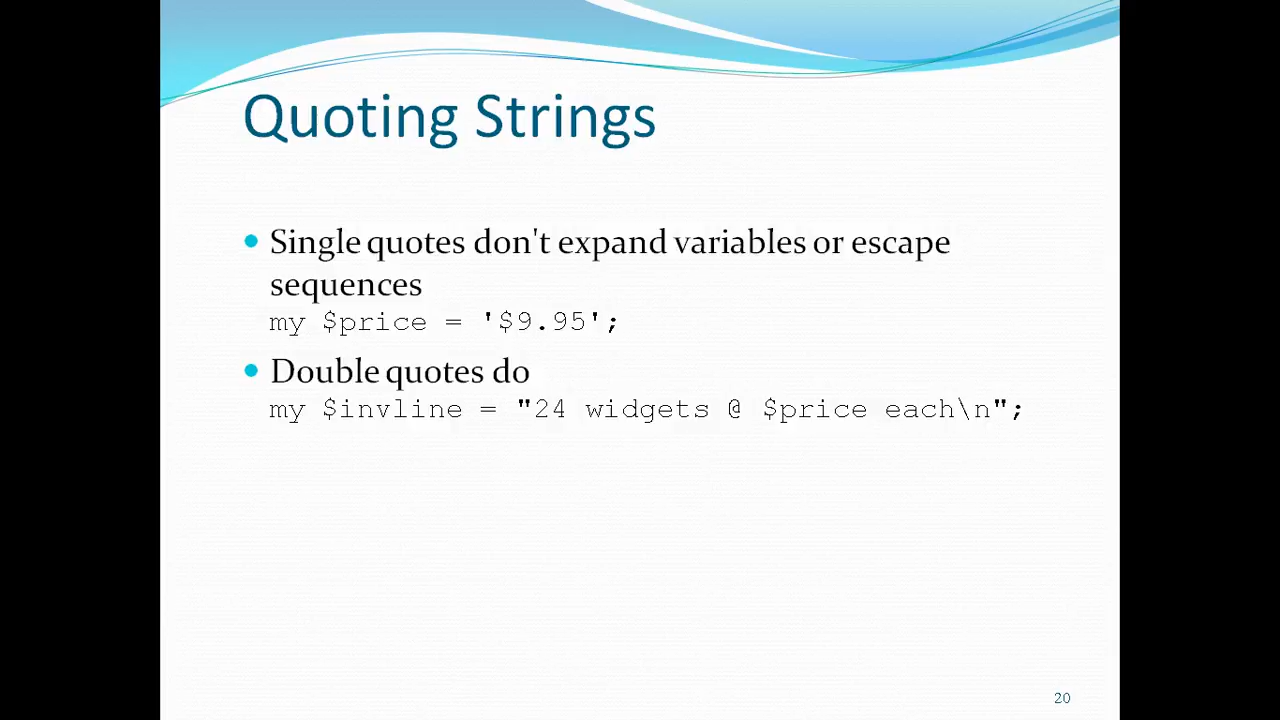 Quoting Strings
Single quotes don't expand variables or escape
sequences
my $price = '$9.95';
Double quotes do
my $invline = "24 widgets @ $price each\n";
20